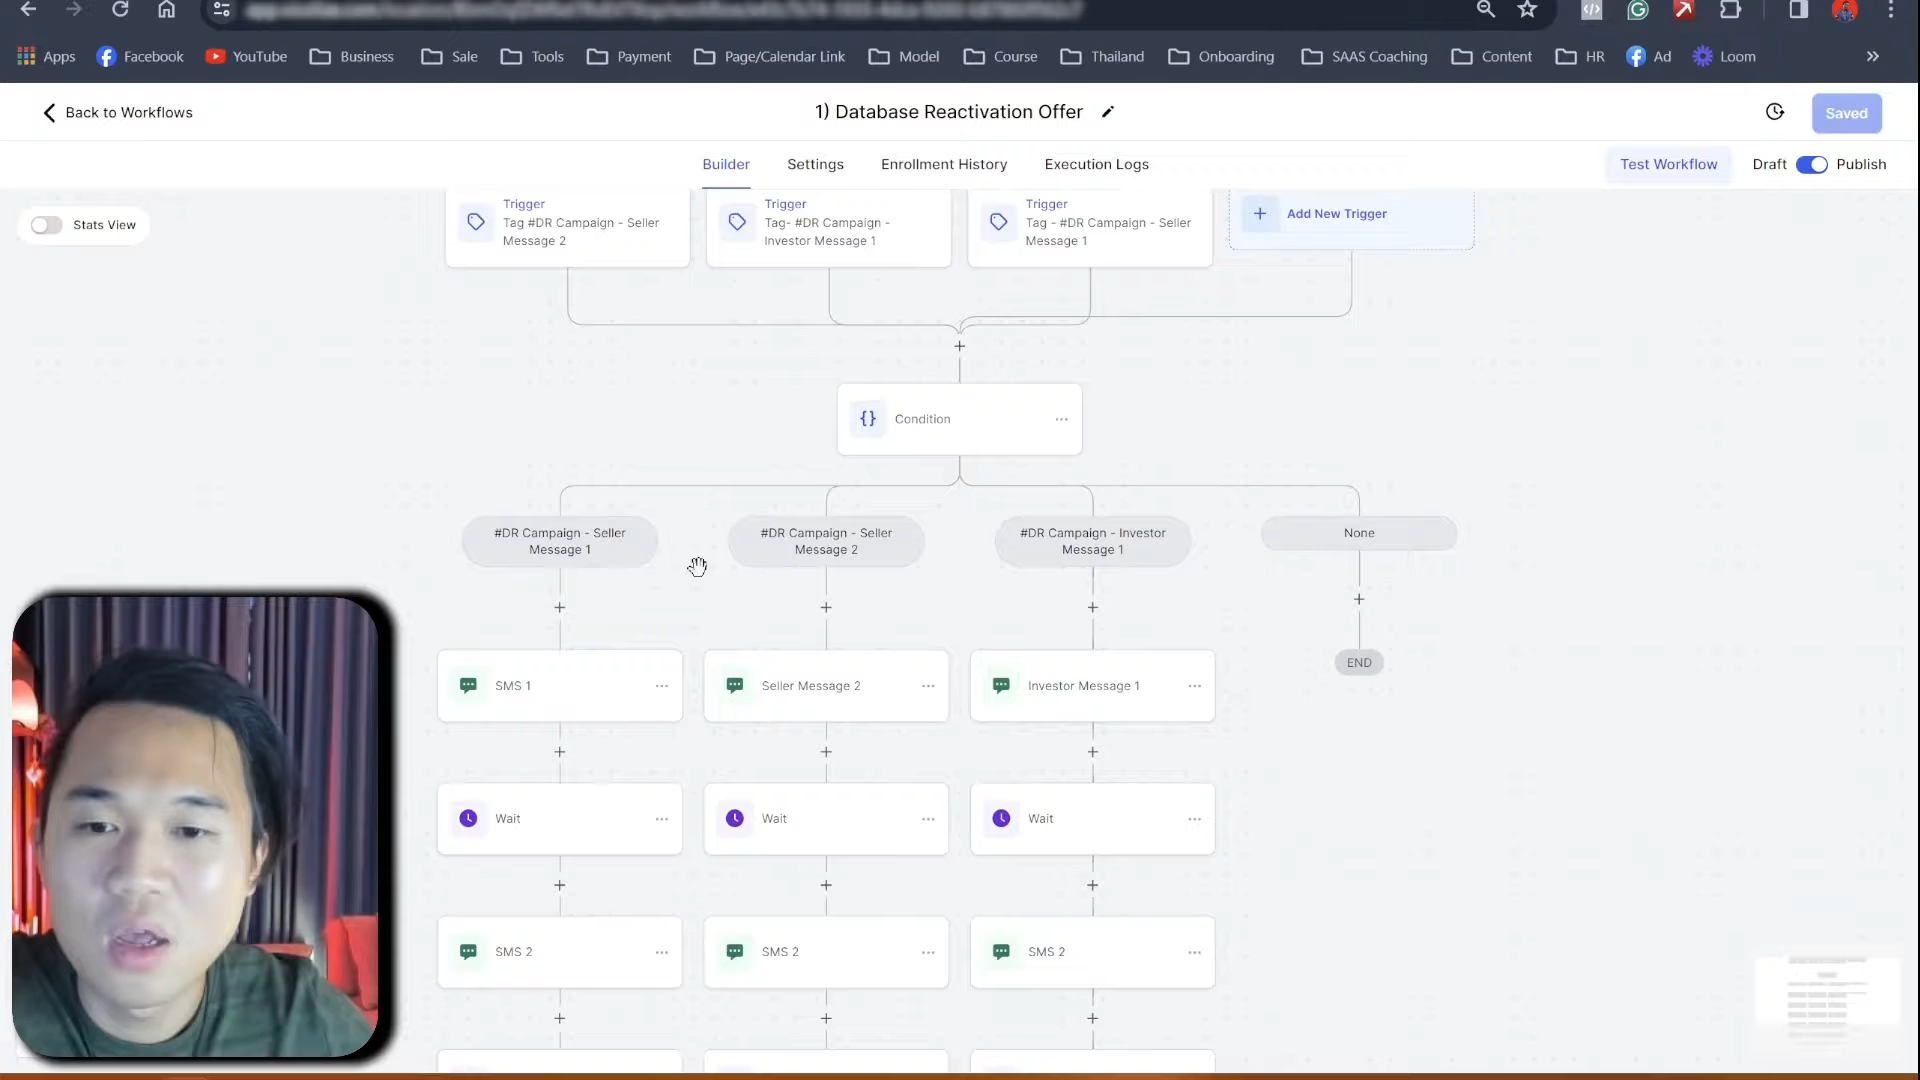 Apps
Facebook
YouTube
Business
Sale
Tools
Payment
Page/Calendar Link
Model
Course
Thailand
Onboarding
SAAS Coaching
Content
HR
Ad
Loom
Back to Workflows
1) Database Reactivation Offer
Saved
Builder
Settings
Enrollment History
Execution Logs
Test Workflow
Draft
Publish
Stats View
Trigger
Tag #DR Campaign - Seller
Message 2
Trigger
Tag- #DR Campaign -
Investor Message 1
Trigger
Tag - #DR Campaign - Seller
Message 1
Add New Trigger
Condition
#DR Campaign - Seller
Message 1
#DR Campaign - Seller
Message 2
#DR Campaign - Investor
Message 1
None
SMS 1
Seller Message 2
Investor Message 1
END
Wait
Wait
Wait
SMS 2
SMS 2
SMS 2